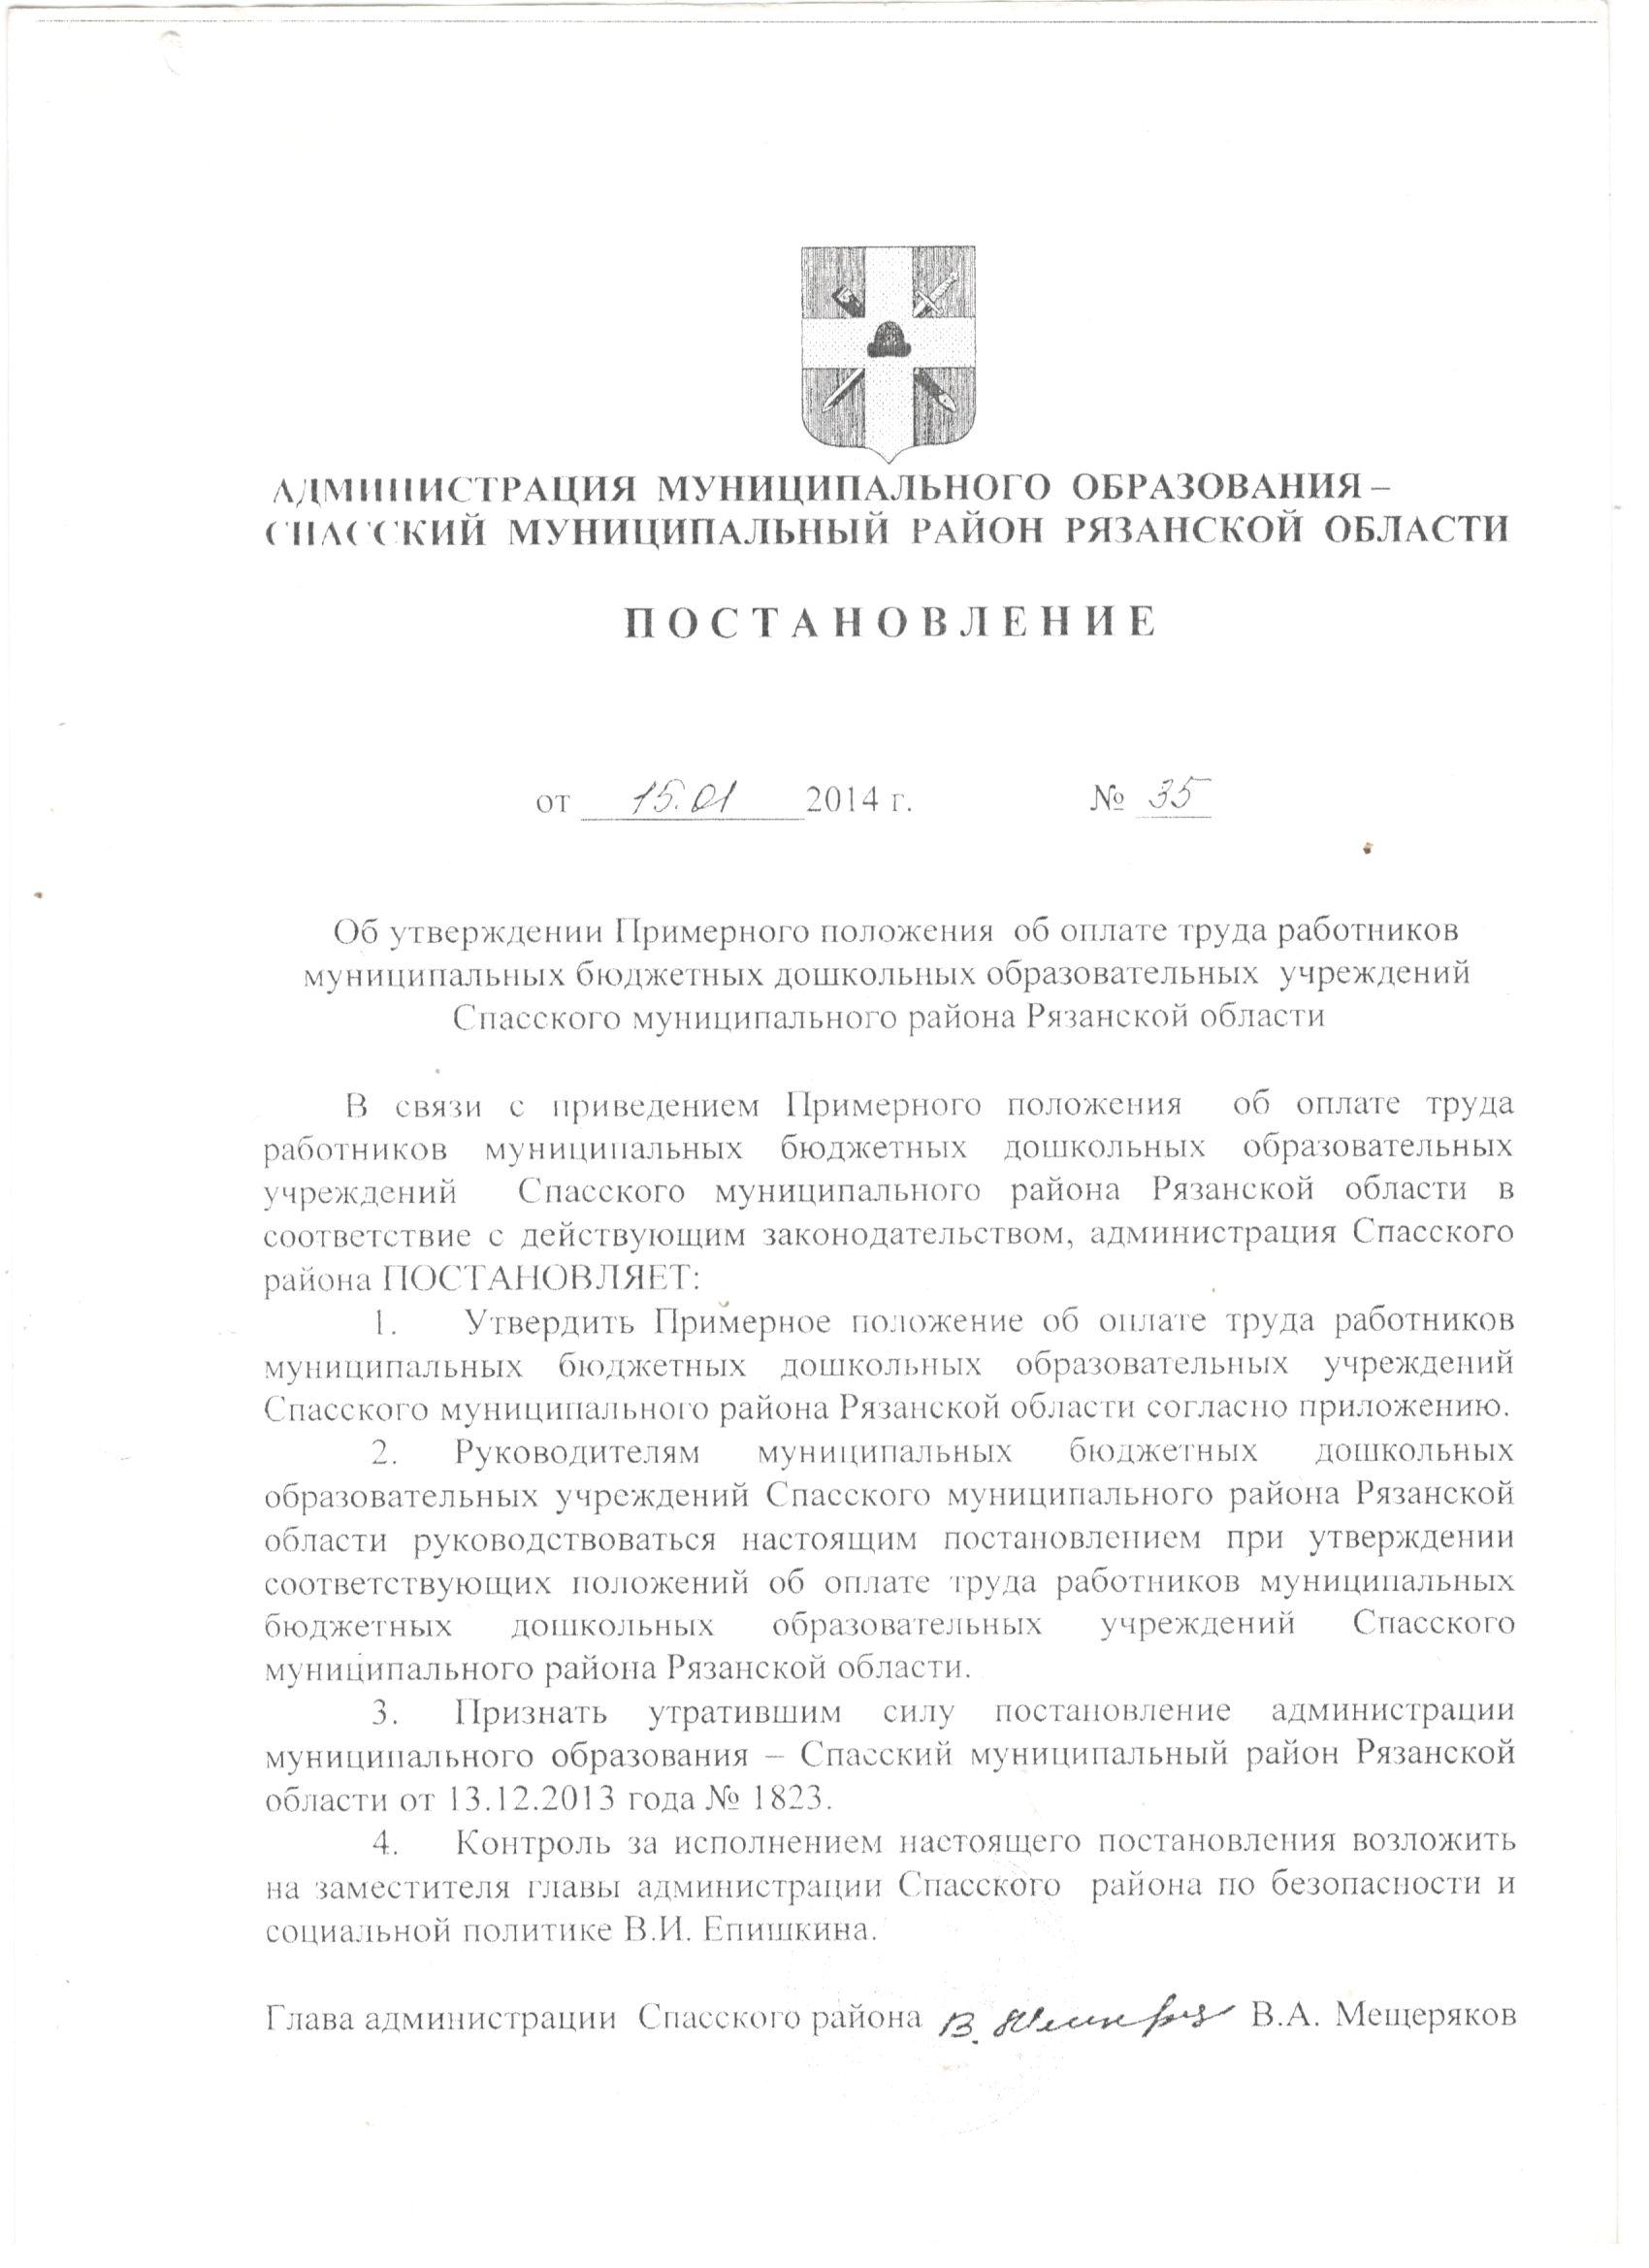 АДМИНИСТРАЦИЯ МУНИЦИПАЛЬНОГО ОБРАЗОВАНИЯ –
СПАССКИЙ МУНИЦИПАЛЬНЫЙ РАЙОН РЯЗАНСКОЙ ОБЛАСТИ
ПОСТАНОВЛЕНИЕ
от 15.01 2014 г. № 35
Об утверждении Примерного положения об оплате труда работников
муниципальных бюджетных дошкольных образовательных учреждений
Спасского муниципального района Рязанской области
В связи с приведением Примерного положения об оплате труда
работников муниципальных бюджетных дошкольных образовательных
учреждений Спасского муниципального района Рязанской области в
соответствие с действующим законодательством, администрация Спасского
района ПОСТАНОВЛЯЕТ:
1. Утвердить Примерное положение об оплате труда работников
муниципальных бюджетных дошкольных образовательных учреждений
Спасского муниципального района Рязанской области согласно приложению.
2. Руководителям муниципальных бюджетных дошкольных
образовательных учреждений Спасского муниципального района Рязанской
области руководствоваться настоящим постановлением при утверждении
соответствующих положений об оплате труда работников муниципальных
бюджетных дошкольных образовательных учреждений Спасского
муниципального района Рязанской области.
3. Признать утратившим силу постановление администрации
муниципального образования – Спасский муниципальный район Рязанской
области от 13.12.2013 года № 1823.
4. Контроль за исполнением настоящего постановления возложить
на заместителя главы администрации Спасского района по безопасности и
социальной политике В.И. Епишкина.
Глава администрации Спасского района В.А. Мещеряков